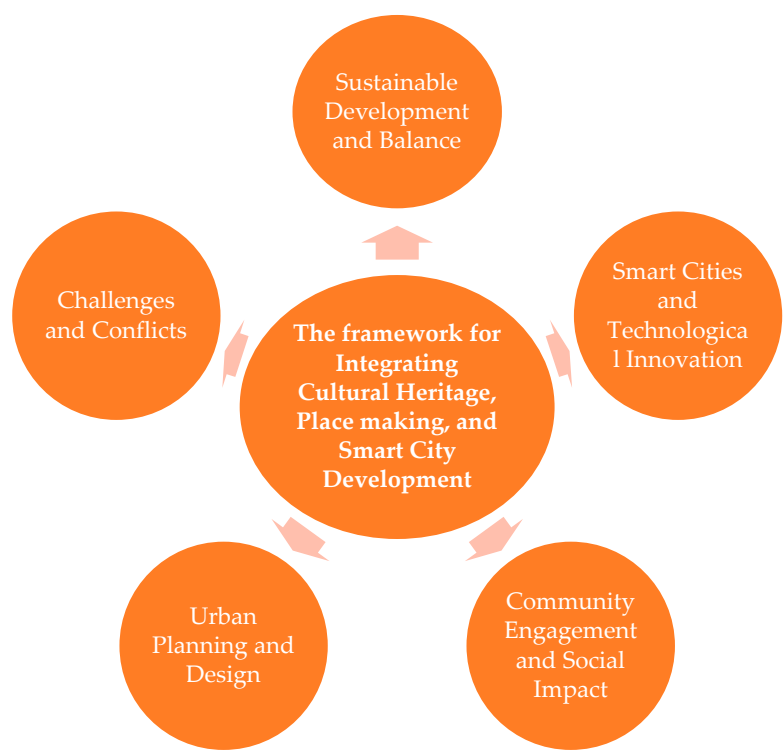 Sustainable
Development
and Balance
Smart Cities
and
Technologica
l Innovation
Challenges
and Conflicts
The framework for
Integrating
Cultural Heritage,
Place making, and
Smart City
Development
Urban
Planning and
Design
Community
Engagement
and Social
Impact